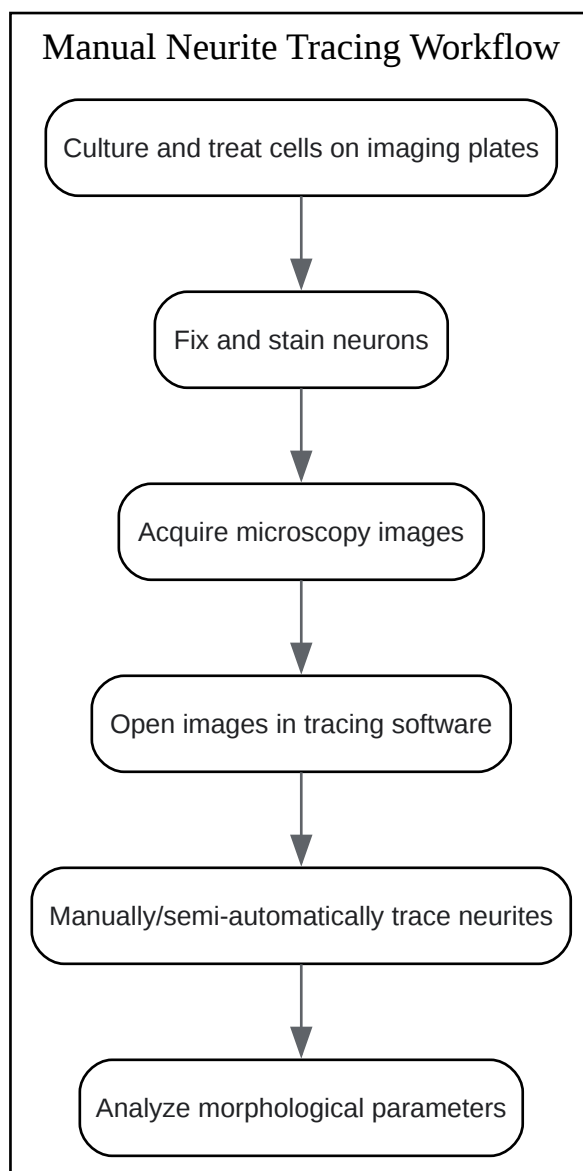 Manual Neurite Tracing Workflow
Culture and treat cells on imaging plates
Fix and stain neurons
Acquire microscopy images
Open images in tracing software
Manually/semi-automatically trace neurites
Analyze morphological parameters